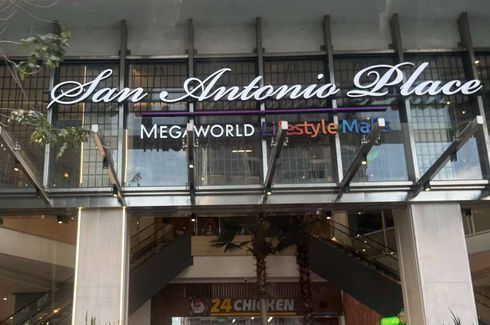 San Antonio Place
MEGAWORLD Lifestyle Malls
24 CHICKEN